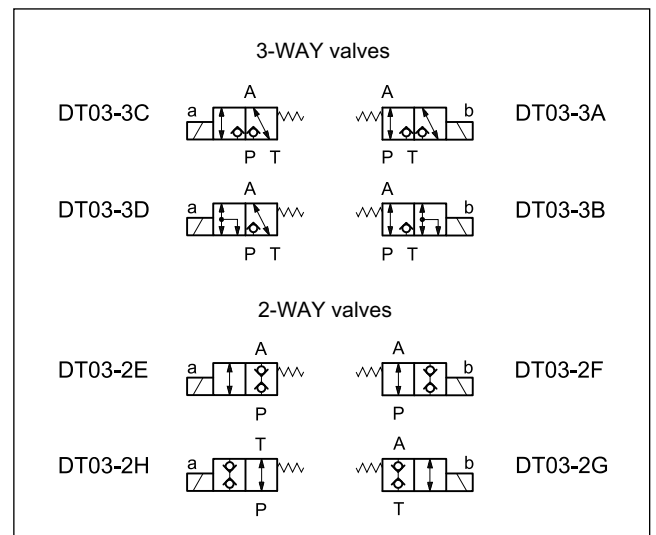 3-WAY valves
DT03-3C a A P T
A b P T DT03-3A
DT03-3D a A P T
A b P T DT03-3B
2-WAY valves
DT03-2E a A P
A b P DT03-2F
DT03-2H a T P
A b T DT03-2G